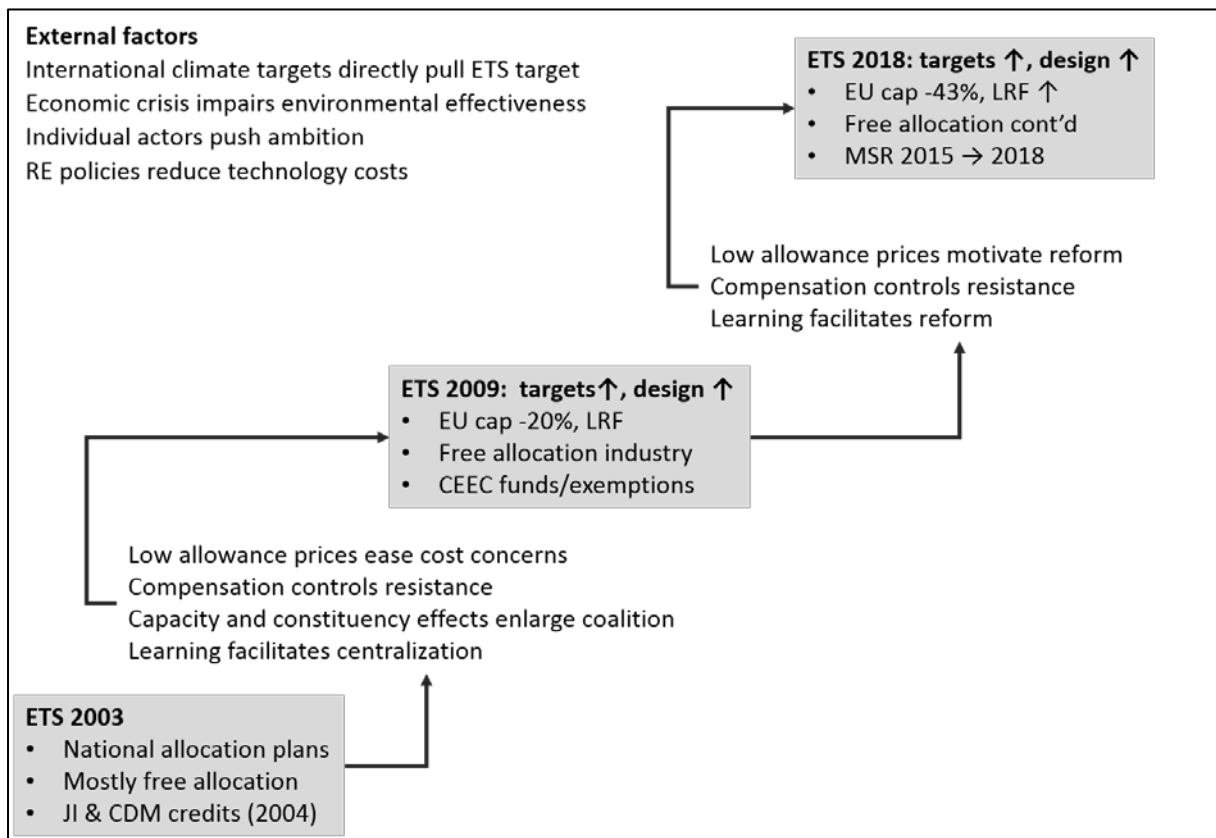 External factors
International climate targets directly pull ETS target
Economic crisis impairs environmental effectiveness
Individual actors push ambition
RE policies reduce technology costs
ETS 2018: targets ↑, design ↑
• EU cap -43%, LRF ↑
• Free allocation cont’d
• MSR 2015 → 2018
Low allowance prices motivate reform
Compensation controls resistance
Learning facilitates reform
ETS 2009:  targets↑, design ↑
• EU cap -20%, LRF
• Free allocation industry
• CEEC funds/exemptions
Low allowance prices ease cost concerns
Compensation controls resistance
Capacity and constituency effects enlarge coalition
Learning facilitates centralization
ETS 2003
• National allocation plans
• Mostly free allocation
• JI & CDM credits (2004)